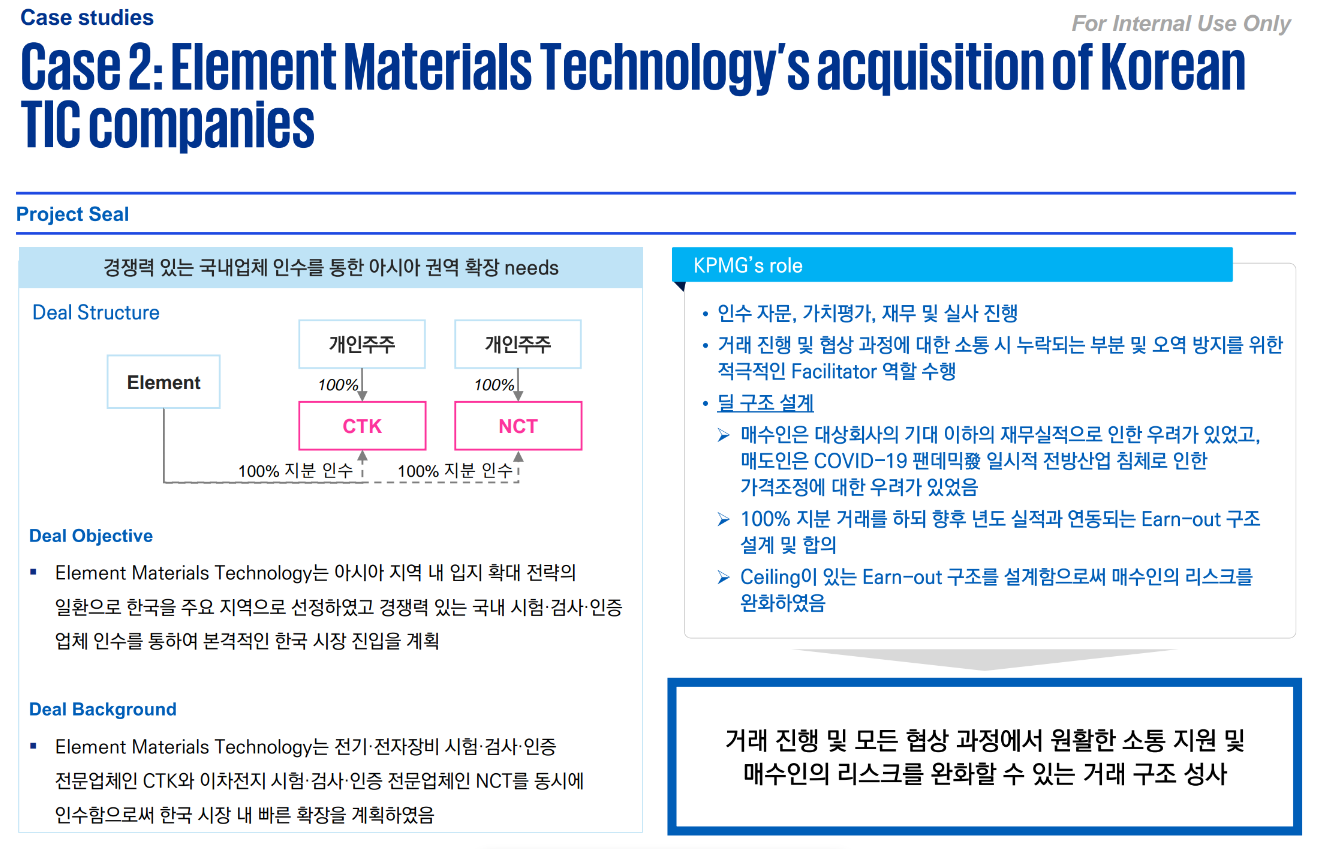 Case studies
For Internal Use Only
Case 2: Element Materials Technology's acquisition of Korean
TIC companies
Project Seal
경쟁력 있는 국내업체 인수를 통한 아시아 권역 확장 needs
Deal Structure
개인주주
개인주주
Element
100%
100%
CTK
NCT
100% 지분 인수
100% 지분 인수
Deal Objective
▪ Element Materials Technology는 아시아 지역 내 입지 확대 전략의
일환으로 한국을 주요 지역으로 선정하였고 경쟁력 있는 국내 시험·검사·인증
업체 인수를 통하여 본격적인 한국 시장 진입을 계획
Deal Background
▪ Element Materials Technology는 전기·전자장비 시험·검사·인증
전문업체인 CTK와 이차전지 시험·검사·인증 전문업체인 NCT를 동시에
인수함으로써 한국 시장 내 빠른 확장을 계획하였음
KPMG's role
• 인수 자문, 가치평가, 재무 및 실사 진행
• 거래 진행 및 협상 과정에 대한 소통 시 누락되는 부분 및 오역 방지를 위한
적극적인 Facilitator 역할 수행
• 딜 구조 설계
➢ 매수인은 대상회사의 기대 이하의 재무실적으로 인한 우려가 있었고,
매도인은 COVID-19 팬데믹發 일시적 전방산업 침체로 인한
가격조정에 대한 우려가 있었음
➢ 100% 지분 거래를 하되 향후 년도 실적과 연동되는 Earn-out 구조
설계 및 합의
➢ Ceiling이 있는 Earn-out 구조를 설계함으로써 매수인의 리스크를
완화하였음
거래 진행 및 모든 협상 과정에서 원활한 소통 지원 및
매수인의 리스크를 완화할 수 있는 거래 구조 성사